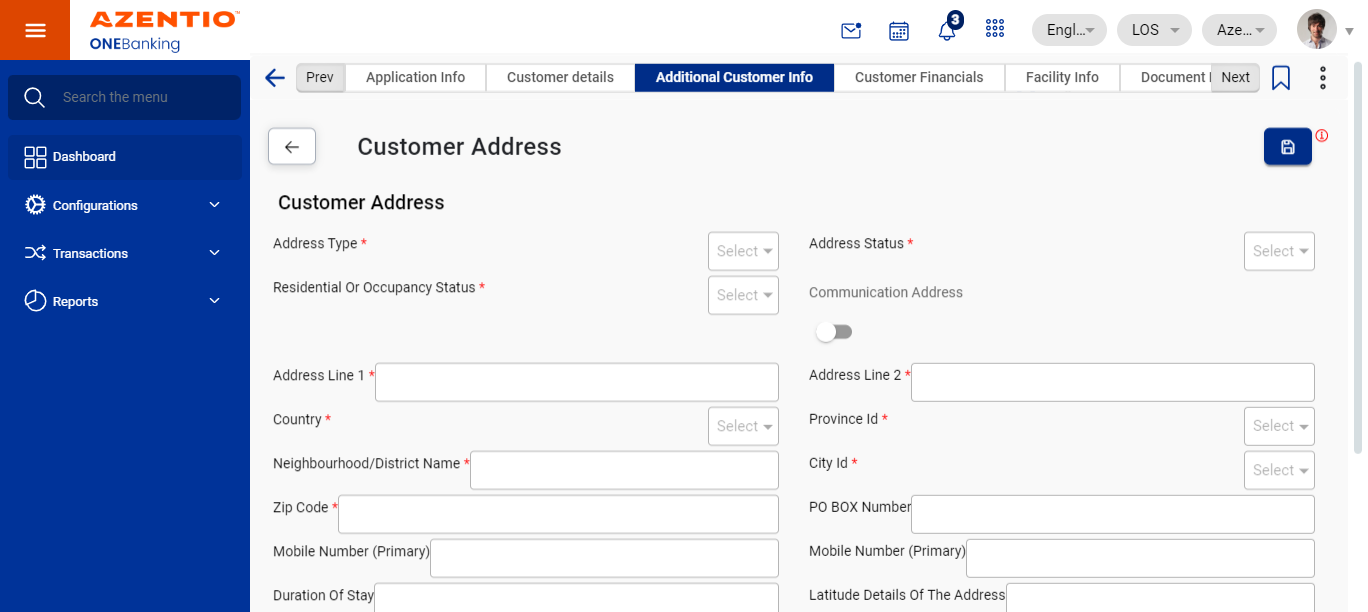 AZENTIO™
ONEBanking
3
Engl...
LOS
Aze...
Search the menu
Dashboard
Configurations
Transactions
Reports
Prev
Application Info
Customer details
Additional Customer Info
Customer Financials
Facility Info
Document
Next
Customer Address
Customer Address
Address Type *
Select
Address Status *
Select
Residential Or Occupancy Status *
Select
Communication Address
Address Line 1 *
Address Line 2 *
Country *
Select
Province Id *
Select
Neighbourhood/District Name *
City Id *
Select
Zip Code *
PO BOX Number
Mobile Number (Primary)
Mobile Number (Primary)
Duration Of Stay
Latitude Details Of The Address